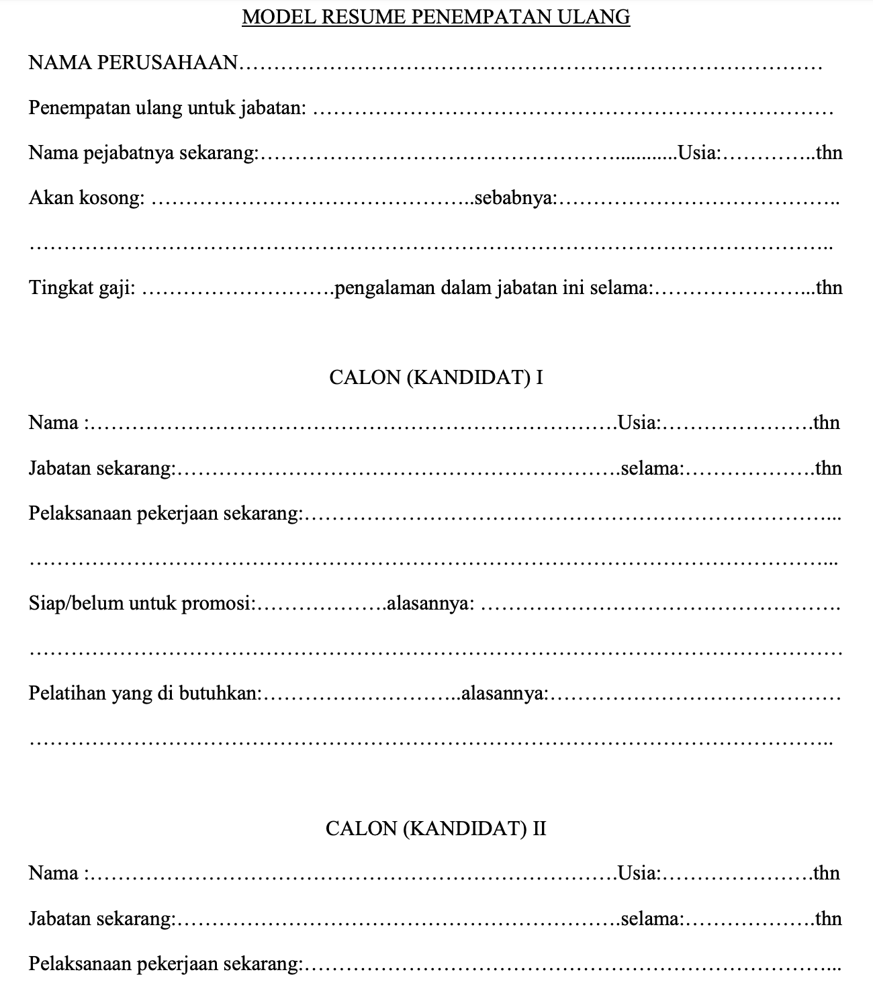 MODEL RESUME PENEMPATAN ULANG
NAMA PERUSAHAAN……………………………………………………………………………
Penempatan ulang untuk jabatan: ……………………………………………………………………
Nama pejabatnya sekarang:……………………………………………............Usia:…………..thn
Akan kosong: ……………………………………….sebabnya:…………………………………..
………………………………………………………………………………………………………..
Tingkat gaji: ……………………….pengalaman dalam jabatan ini selama:…………………...thn
CALON (KANDIDAT) I
Nama :………………………………………………………………….Usia:………………….thn
Jabatan sekarang:……………………………………………………….selama:……………….thn
Pelaksanaan pekerjaan sekarang:…………………………………………………………………...
………………………………………………………………………………………………………...
Siap/belum untuk promosi:……………….alasannya: …………………………………………….
…………………………………………………………………………………………………………
Pelatihan yang di butuhkan:………………………..alasannya:……………………………………
………………………………………………………………………………………………………..
CALON (KANDIDAT) II
Nama :………………………………………………………………….Usia:………………….thn
Jabatan sekarang:……………………………………………………….selama:……………….thn
Pelaksanaan pekerjaan sekarang:…………………………………………………………………...